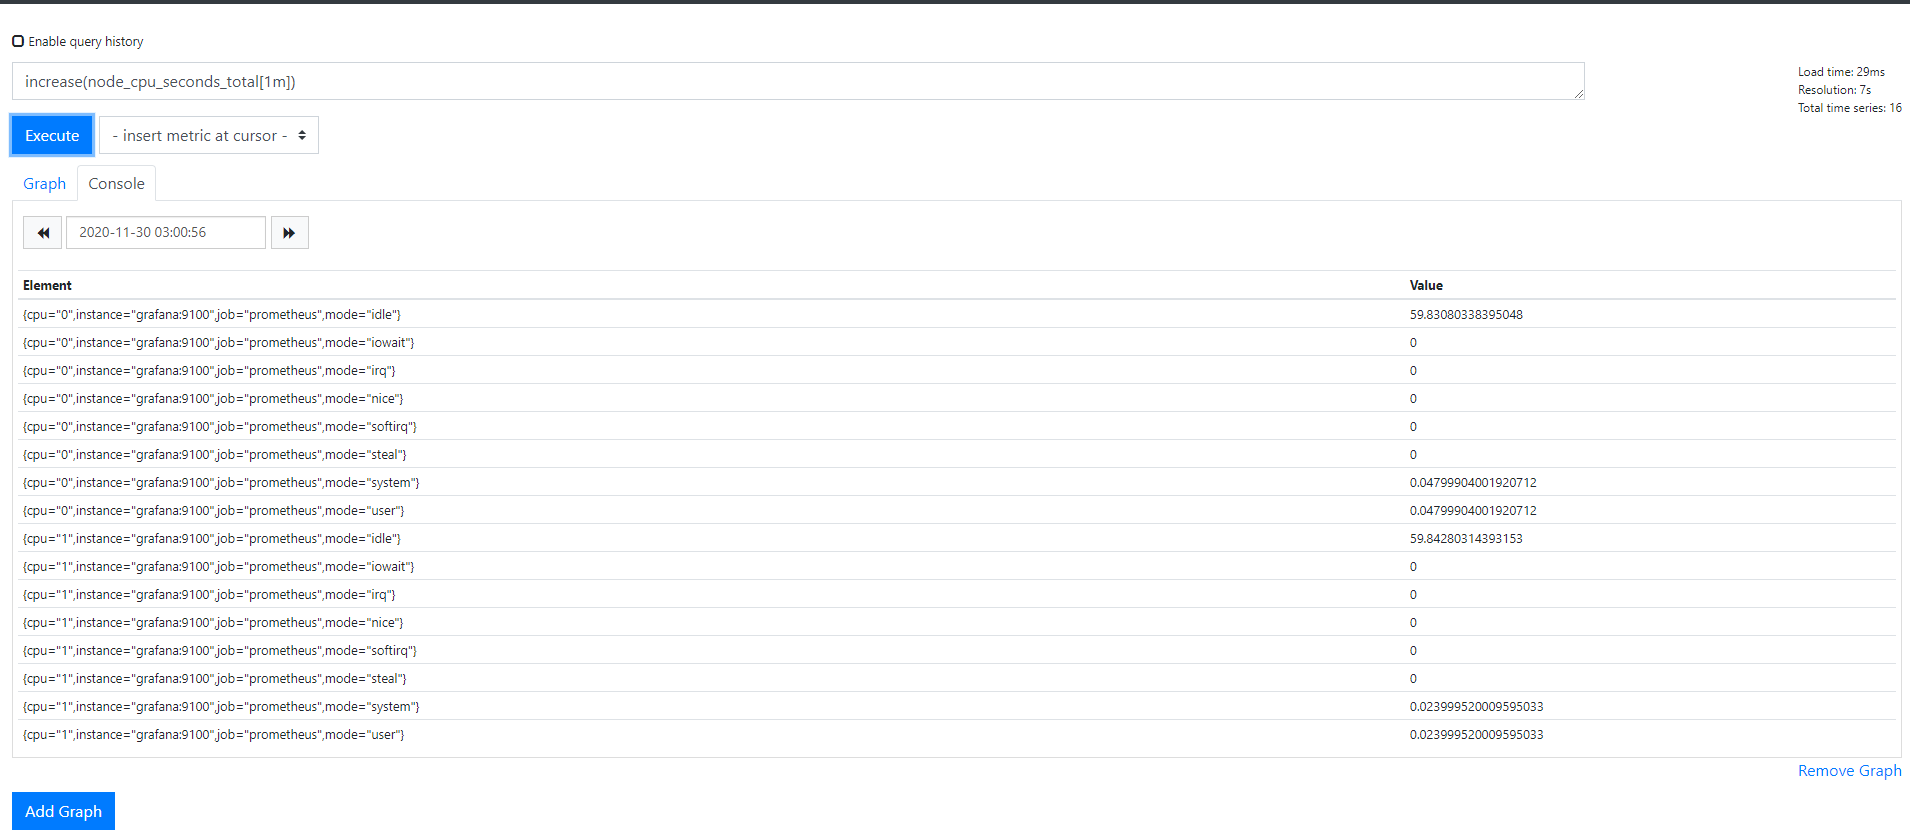 Enable query history
increase(node_cpu_seconds_total[1m])
Load time: 29ms
Resolution: 7s
Total time series: 16
Execute
- insert metric at cursor -
Graph
Console
2020-11-30 03:00:56
Element Value
{cpu="0",instance="grafana:9100",job="prometheus",mode="idle"} 59.83080338395048
{cpu="0",instance="grafana:9100",job="prometheus",mode="iowait"} 0
{cpu="0",instance="grafana:9100",job="prometheus",mode="irq"} 0
{cpu="0",instance="grafana:9100",job="prometheus",mode="nice"} 0
{cpu="0",instance="grafana:9100",job="prometheus",mode="softirq"} 0
{cpu="0",instance="grafana:9100",job="prometheus",mode="steal"} 0
{cpu="0",instance="grafana:9100",job="prometheus",mode="system"} 0.04799904001920712
{cpu="0",instance="grafana:9100",job="prometheus",mode="user"} 0.04799904001920712
{cpu="1",instance="grafana:9100",job="prometheus",mode="idle"} 59.84280314393153
{cpu="1",instance="grafana:9100",job="prometheus",mode="iowait"} 0
{cpu="1",instance="grafana:9100",job="prometheus",mode="irq"} 0
{cpu="1",instance="grafana:9100",job="prometheus",mode="nice"} 0
{cpu="1",instance="grafana:9100",job="prometheus",mode="softirq"} 0
{cpu="1",instance="grafana:9100",job="prometheus",mode="steal"} 0
{cpu="1",instance="grafana:9100",job="prometheus",mode="system"} 0.023999520009595033
{cpu="1",instance="grafana:9100",job="prometheus",mode="user"} 0.023999520009595033
Remove Graph
Add Graph